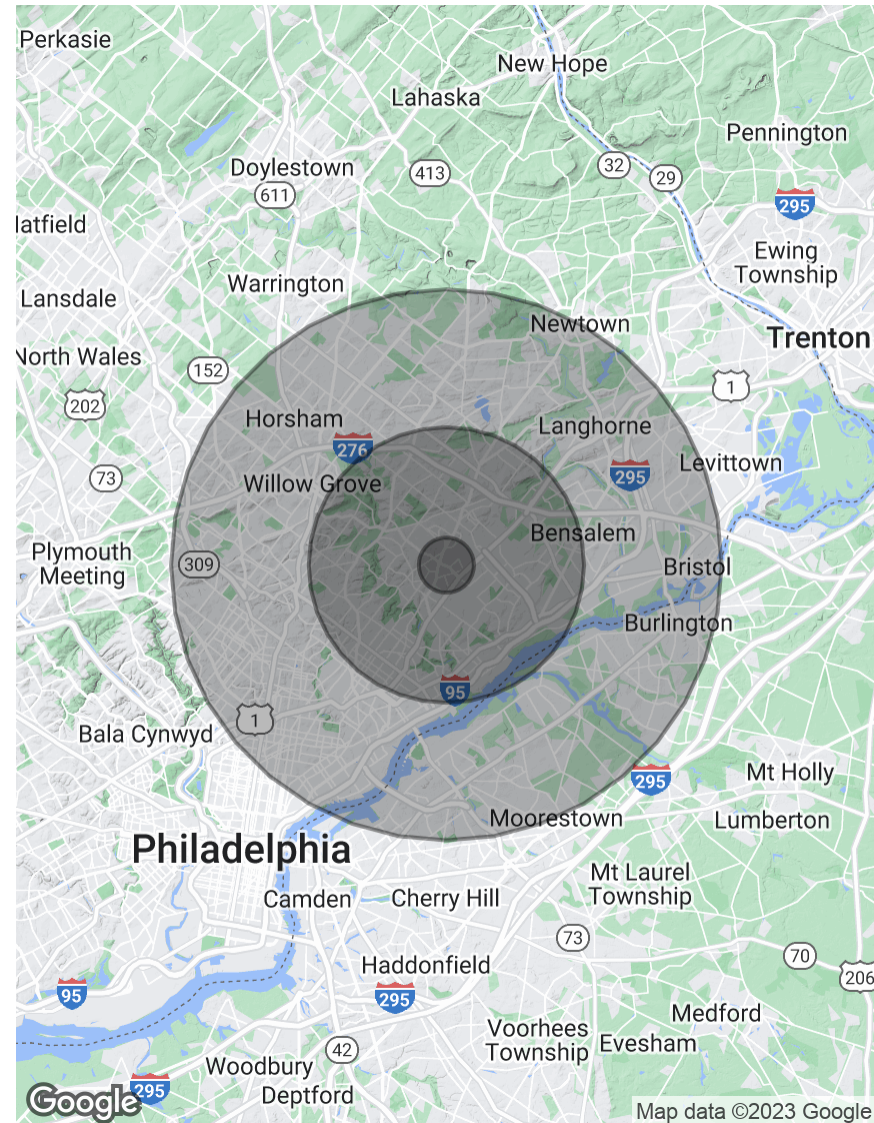 Perkasie
New Hope
Lahaska
Pennington
Doylestown
413
32
29
611
295
latfield
Ewing
Township
Warrington
Lansdale
Newtown
Trenton
North Wales
152
1
202
Horsham
Langhorne
276
Levittown
73
295
Willow Grove
Bensalem
Plymouth
Meeting
309
Bristol
Burlington
95
1
Bala Cynwyd
295
Mt Holly
Moorestown
Lumberton
Philadelphia
Mt Laurel
Township
Camden
Cherry Hill
73
70
Haddonfield
206
95
295
Medford
Voorhees
Township
Evesham
42
Woodbury
295
Deptford
Google
Map data ©2023 Google